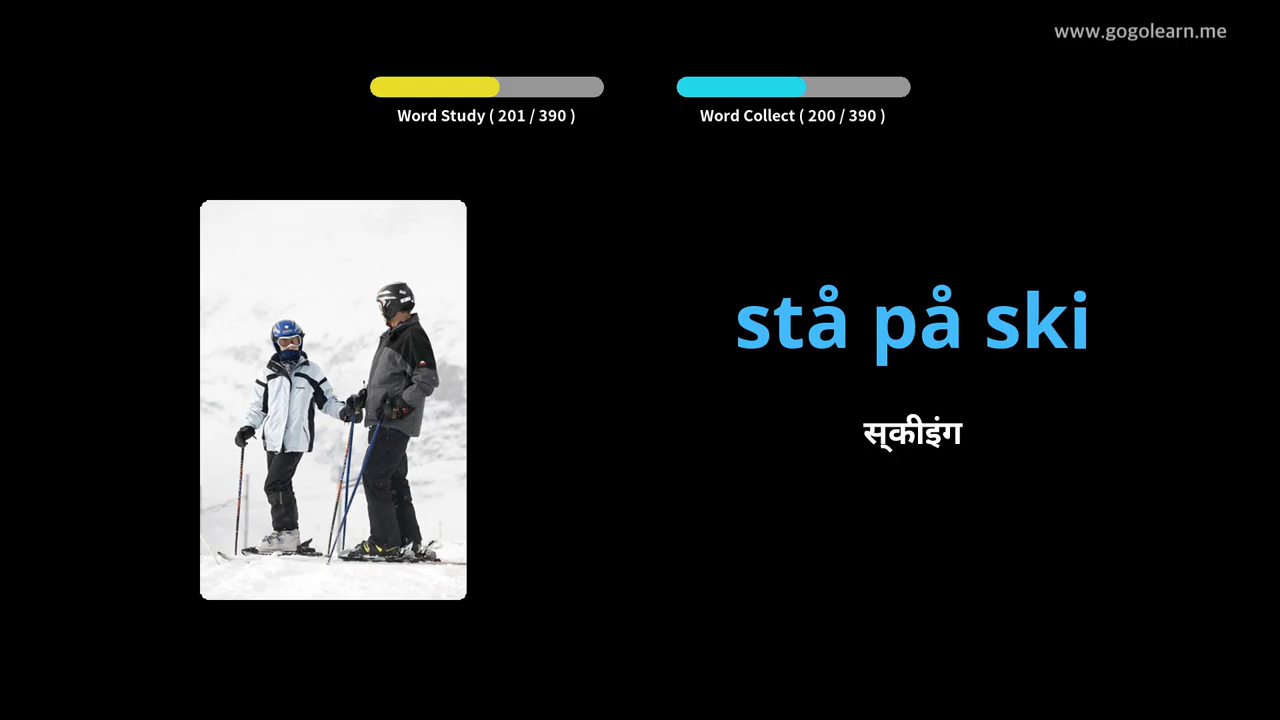 www.gogolearn.me
Word Study ( 201 / 390 )
Word Collect ( 200 / 390 )
stå på ski
स्कीइंग